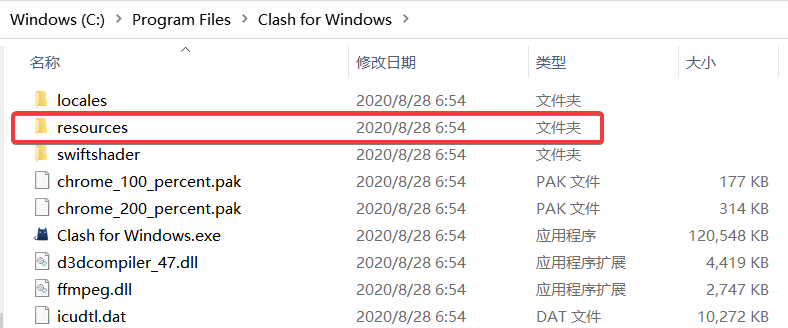 Windows (C:) > Program Files > Clash for Windows >
名称 修改日期 类型 大小
locales 2020/8/28 6:54 文件夹
resources 2020/8/28 6:54 文件夹
swiftshader 2020/8/28 6:54 文件夹
chrome_100_percent.pak 2020/8/28 6:54 PAK 文件 177 KB
chrome_200_percent.pak 2020/8/28 6:54 PAK 文件 314 KB
Clash for Windows.exe 2020/8/28 6:54 应用程序 120,548 KB
d3dcompiler_47.dll 2020/8/28 6:54 应用程序扩展 4,419 KB
ffmpeg.dll 2020/8/28 6:54 应用程序扩展 2,747 KB
icudtl.dat 2020/8/28 6:54 DAT 文件 10,272 KB